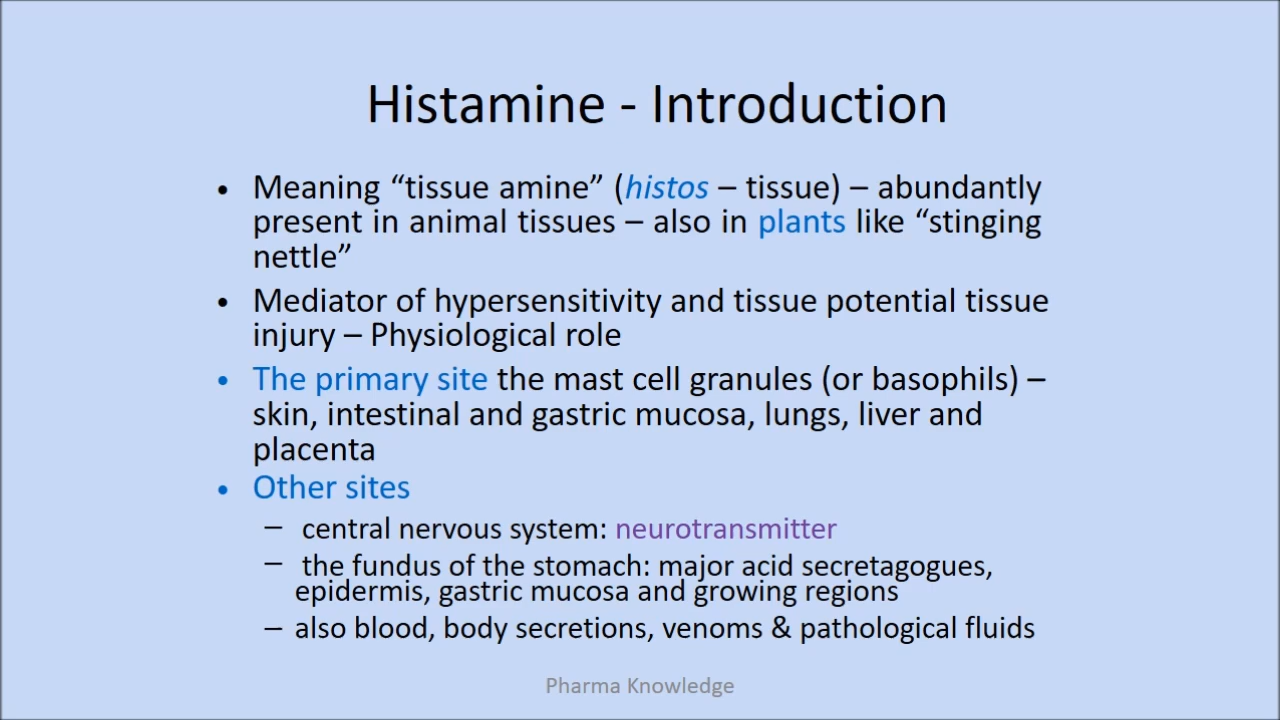 Histamine - Introduction
• Meaning “tissue amine” (histos – tissue) – abundantly
present in animal tissues – also in plants like “stinging
nettle”
• Mediator of hypersensitivity and tissue potential tissue
injury – Physiological role
• The primary site the mast cell granules (or basophils) –
skin, intestinal and gastric mucosa, lungs, liver and
placenta
• Other sites
– central nervous system: neurotransmitter
– the fundus of the stomach: major acid secretagogues,
epidermis, gastric mucosa and growing regions
– also blood, body secretions, venoms & pathological fluids
Pharma Knowledge